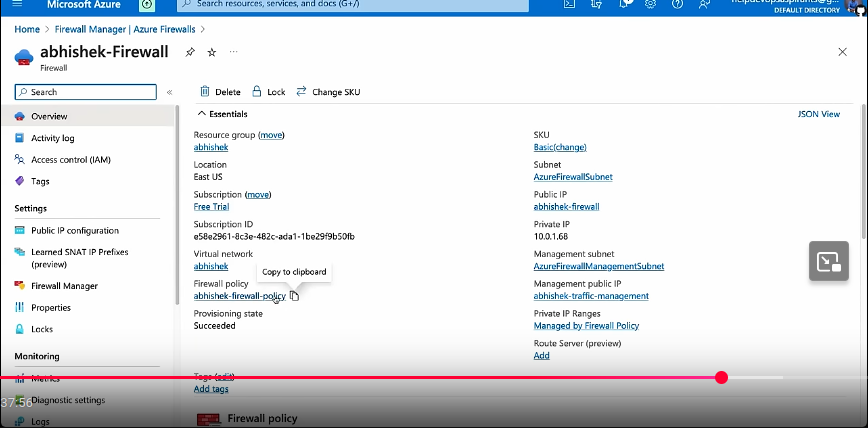 Microsoft Azure
Search resources, services, and docs (G+/)
helpdevopsaspirants@g...
DEFAULT DIRECTORY
Home > Firewall Manager | Azure Firewalls >
abhishek-Firewall
Firewall
Search
Overview
Activity log
Access control (IAM)
Tags
Settings
Public IP configuration
Learned SNAT IP Prefixes
(preview)
Firewall Manager
Properties
Locks
Monitoring
Metrics
Diagnostic settings
Logs
37:56
Delete
Lock
Change SKU
Essentials
JSON View
Resource group (move)
abhishek
Location
East US
Subscription (move)
Free Trial
Subscription ID
e58e2961-8c3e-482c-ada1-1be29f9b50fb
Virtual network
abhishek
Copy to clipboard
Firewall policy
abhishek-firewall-policy
Provisioning state
Succeeded
SKU
Basic(change)
Subnet
AzureFirewallSubnet
Public IP
abhishek-firewall
Private IP
10.0.1.68
Management subnet
AzureFirewallManagementSubnet
Management public IP
abhishek-traffic-management
Private IP Ranges
Managed by Firewall Policy
Route Server (preview)
Add
Tags (edit)
Add tags
Firewall policy